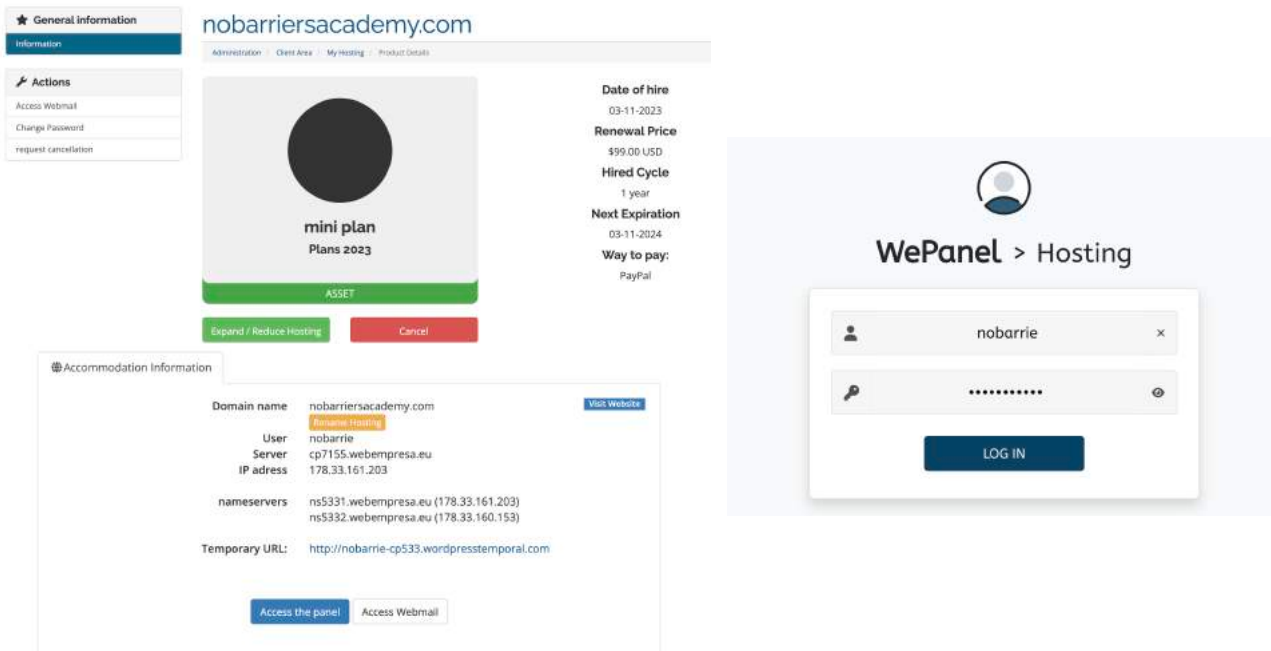 General information
Information
Actions
Access Webmail
Change Password
request cancellation
nobarriersacademy.com
Administration / Client Area / My Hosting / Product Details
mini plan
Plans 2023
ASSET
Expand / Reduce Hosting
Cancel
Date of hire
03-11-2023
Renewal Price
$99.00 USD
Hired Cycle
1 year
Next Expiration
03-11-2024
Way to pay:
PayPal
Accommodation Information
Domain name nobarriersacademy.com
Visit Website
Rename Hosting
User nobarrie
Server cp7155.webempresa.eu
IP adress 178.33.161.203
nameservers ns5331.webempresa.eu (178.33.161.203)
ns5332.webempresa.eu (178.33.160.153)
Temporary URL: http://nobarrie-cp533.wordpresstemporal.com
Access the panel
Access Webmail
WePanel > Hosting
nobarrie ×
•••••••••••
LOG IN